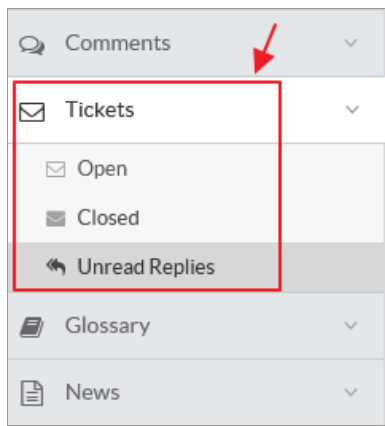 Comments
Tickets
Open
Closed
Unread Replies
Glossary
News